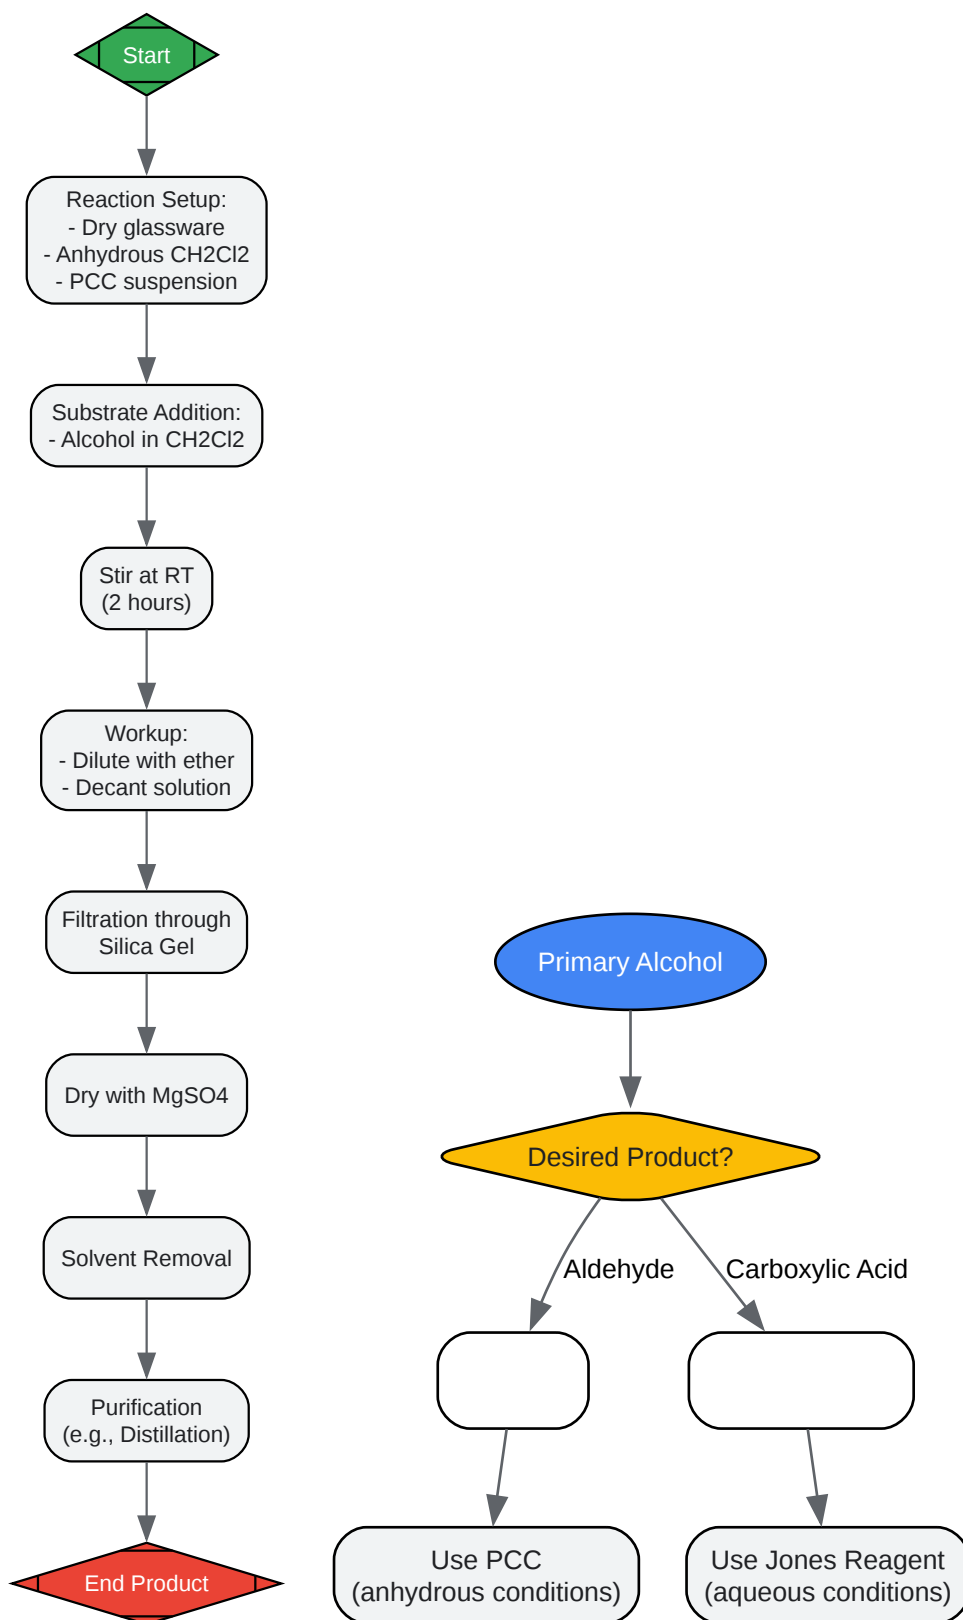 Start
Reaction Setup:
- Dry glassware
- Anhydrous CH2Cl2
- PCC suspension
Substrate Addition:
- Alcohol in CH2Cl2
Stir at RT
(2 hours)
Workup:
- Dilute with ether
- Decant solution
Filtration through
Silica Gel
Dry with MgSO4
Solvent Removal
Purification
(e.g., Distillation)
End Product
Primary Alcohol
Desired Product?
Aldehyde
Carboxylic Acid
Use PCC
(anhydrous conditions)
Use Jones Reagent
(aqueous conditions)